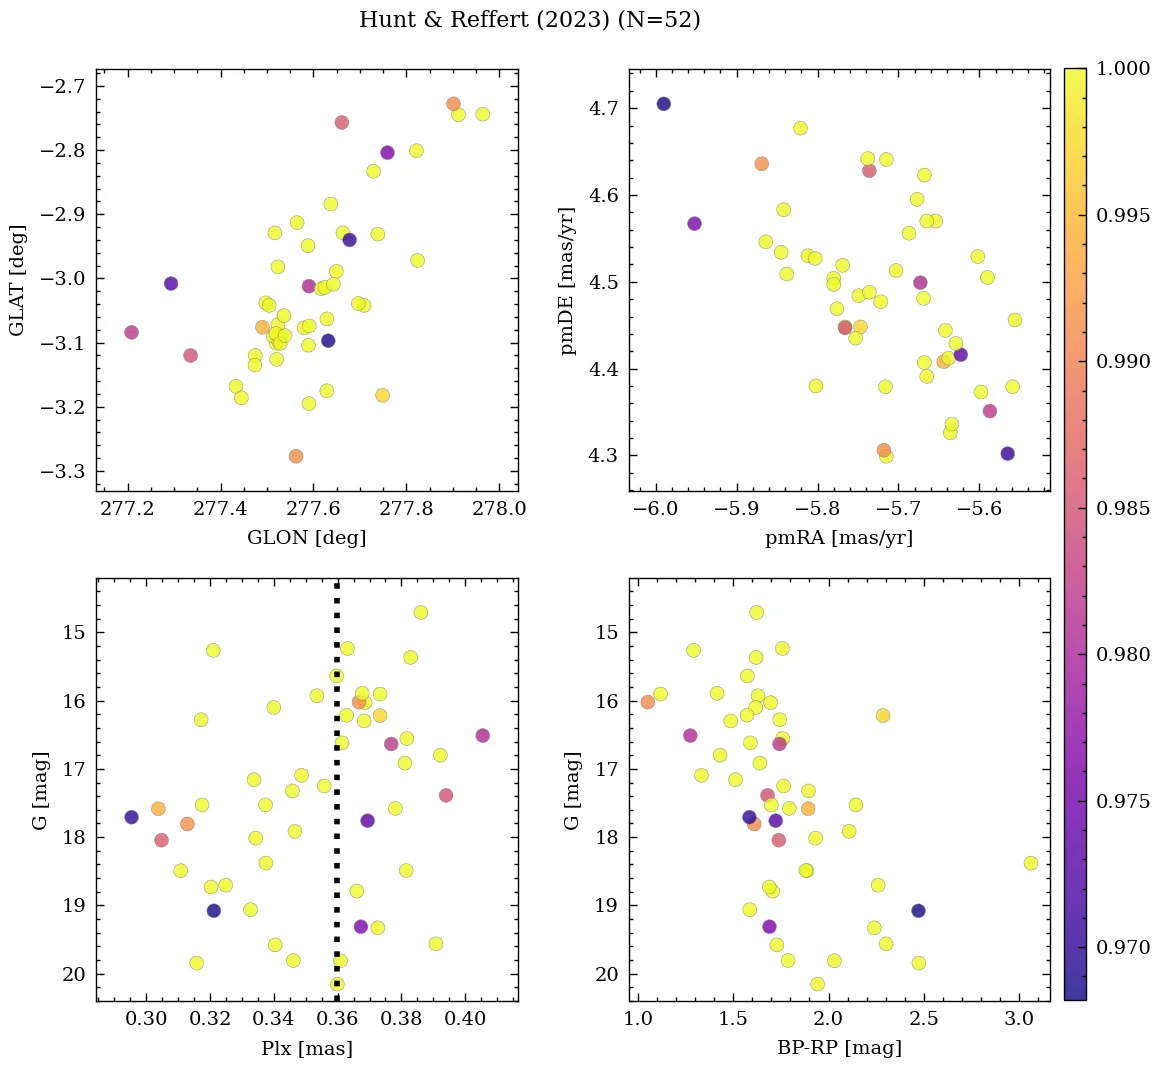 Hunt & Reffert (2023) (N=52)
−2.7
−2.8
−2.9
−3.0
−3.1
−3.2
−3.3
GLAT [deg]
277.2 277.4 277.6 277.8 278.0
GLON [deg]
4.7
4.6
4.5
4.4
4.3
pmDE [mas/yr]
−6.0 −5.9 −5.8 −5.7 −5.6
pmRA [mas/yr]
15
16
17
18
19
20
G [mag]
0.30 0.32 0.34 0.36 0.38 0.40
Plx [mas]
15
16
17
18
19
20
G [mag]
1.0 1.5 2.0 2.5 3.0
BP-RP [mag]
1.000
0.995
0.990
0.985
0.980
0.975
0.970